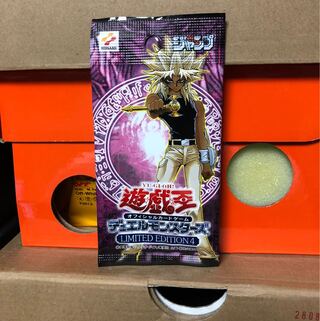 KONAMI
ジャンプ
YU-GI-OH!
遊戯王
オフィシャルカードゲーム
デュエルモンスターズ
LIMITED EDITION 4
2808